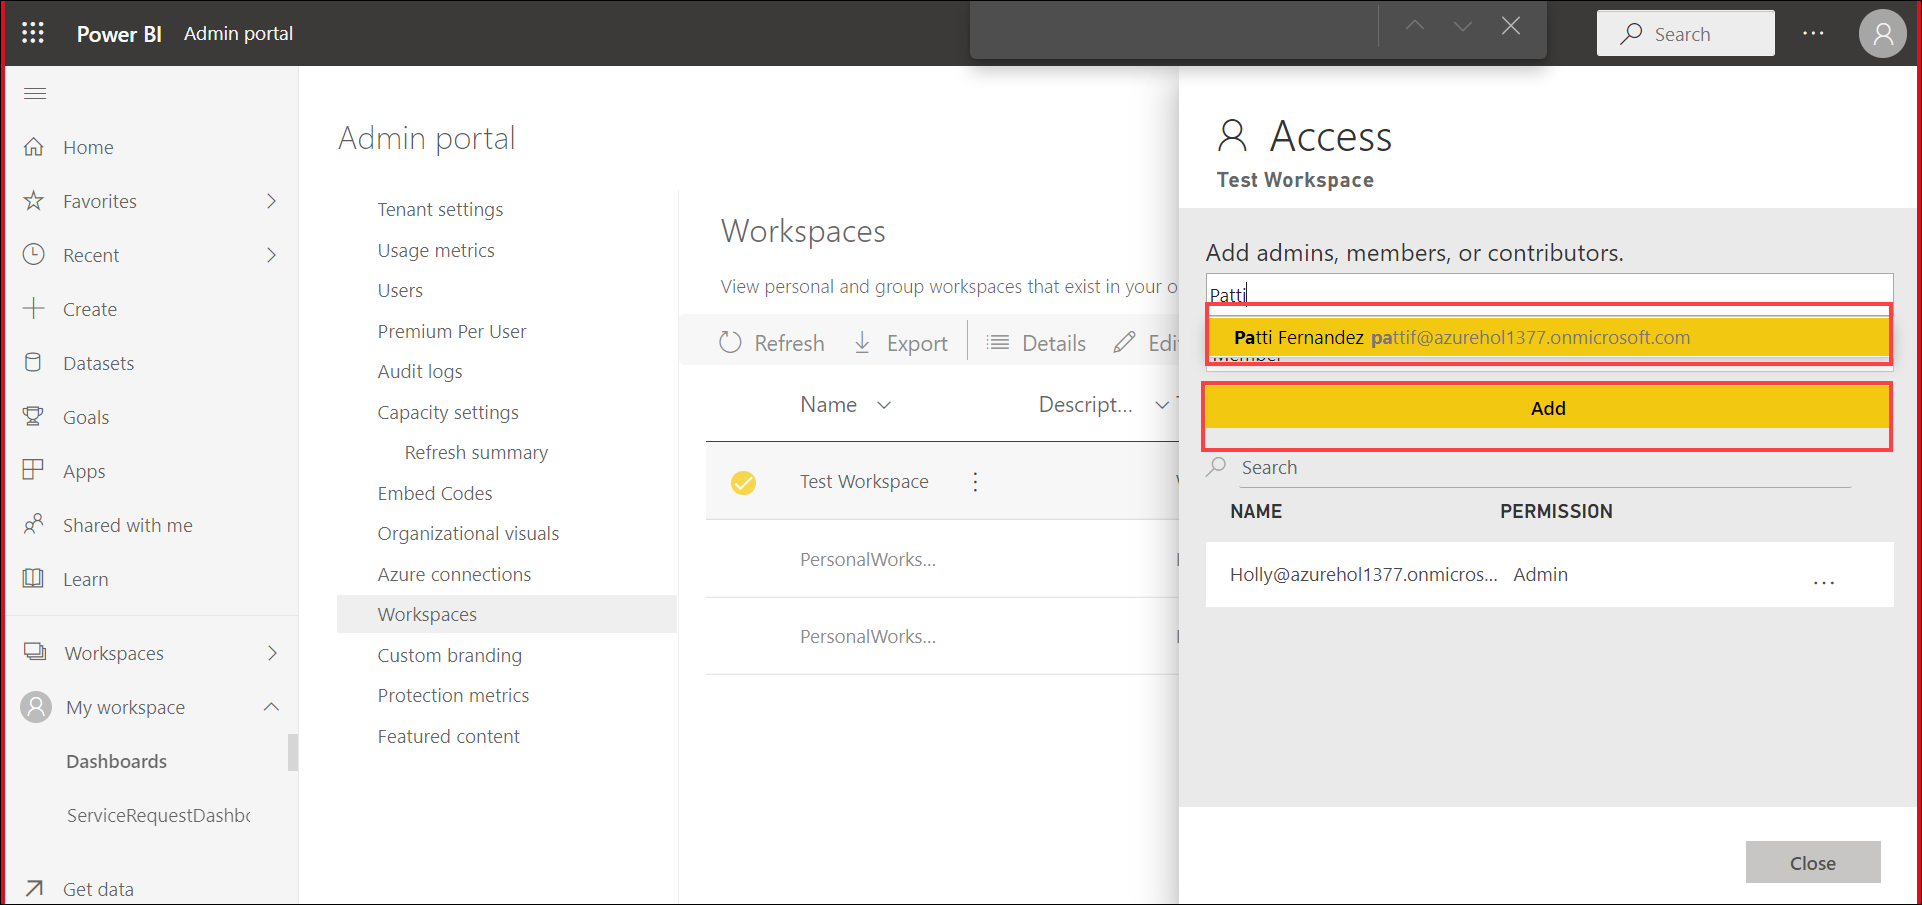 Power BI Admin portal
Search
Home
Favorites
Recent
Create
Datasets
Goals
Apps
Shared with me
Learn
Workspaces
My workspace
Dashboards
ServiceRequestDashbo
Get data
Admin portal
Tenant settings
Usage metrics
Users
Premium Per User
Audit logs
Capacity settings
Refresh summary
Embed Codes
Organizational visuals
Azure connections
Workspaces
Custom branding
Protection metrics
Featured content
Workspaces
View personal and group workspaces that exist in your o
Refresh Export Details Edi
Name Descript...
Test Workspace
PersonalWorks...
PersonalWorks...
Access
Test Workspace
Add admins, members, or contributors.
Patti
Patti Fernandez pattif@azurehol1377.onmicrosoft.com
Member
Add
Search
NAME PERMISSION
Holly@azurehol1377.onmicros... Admin ...
Close